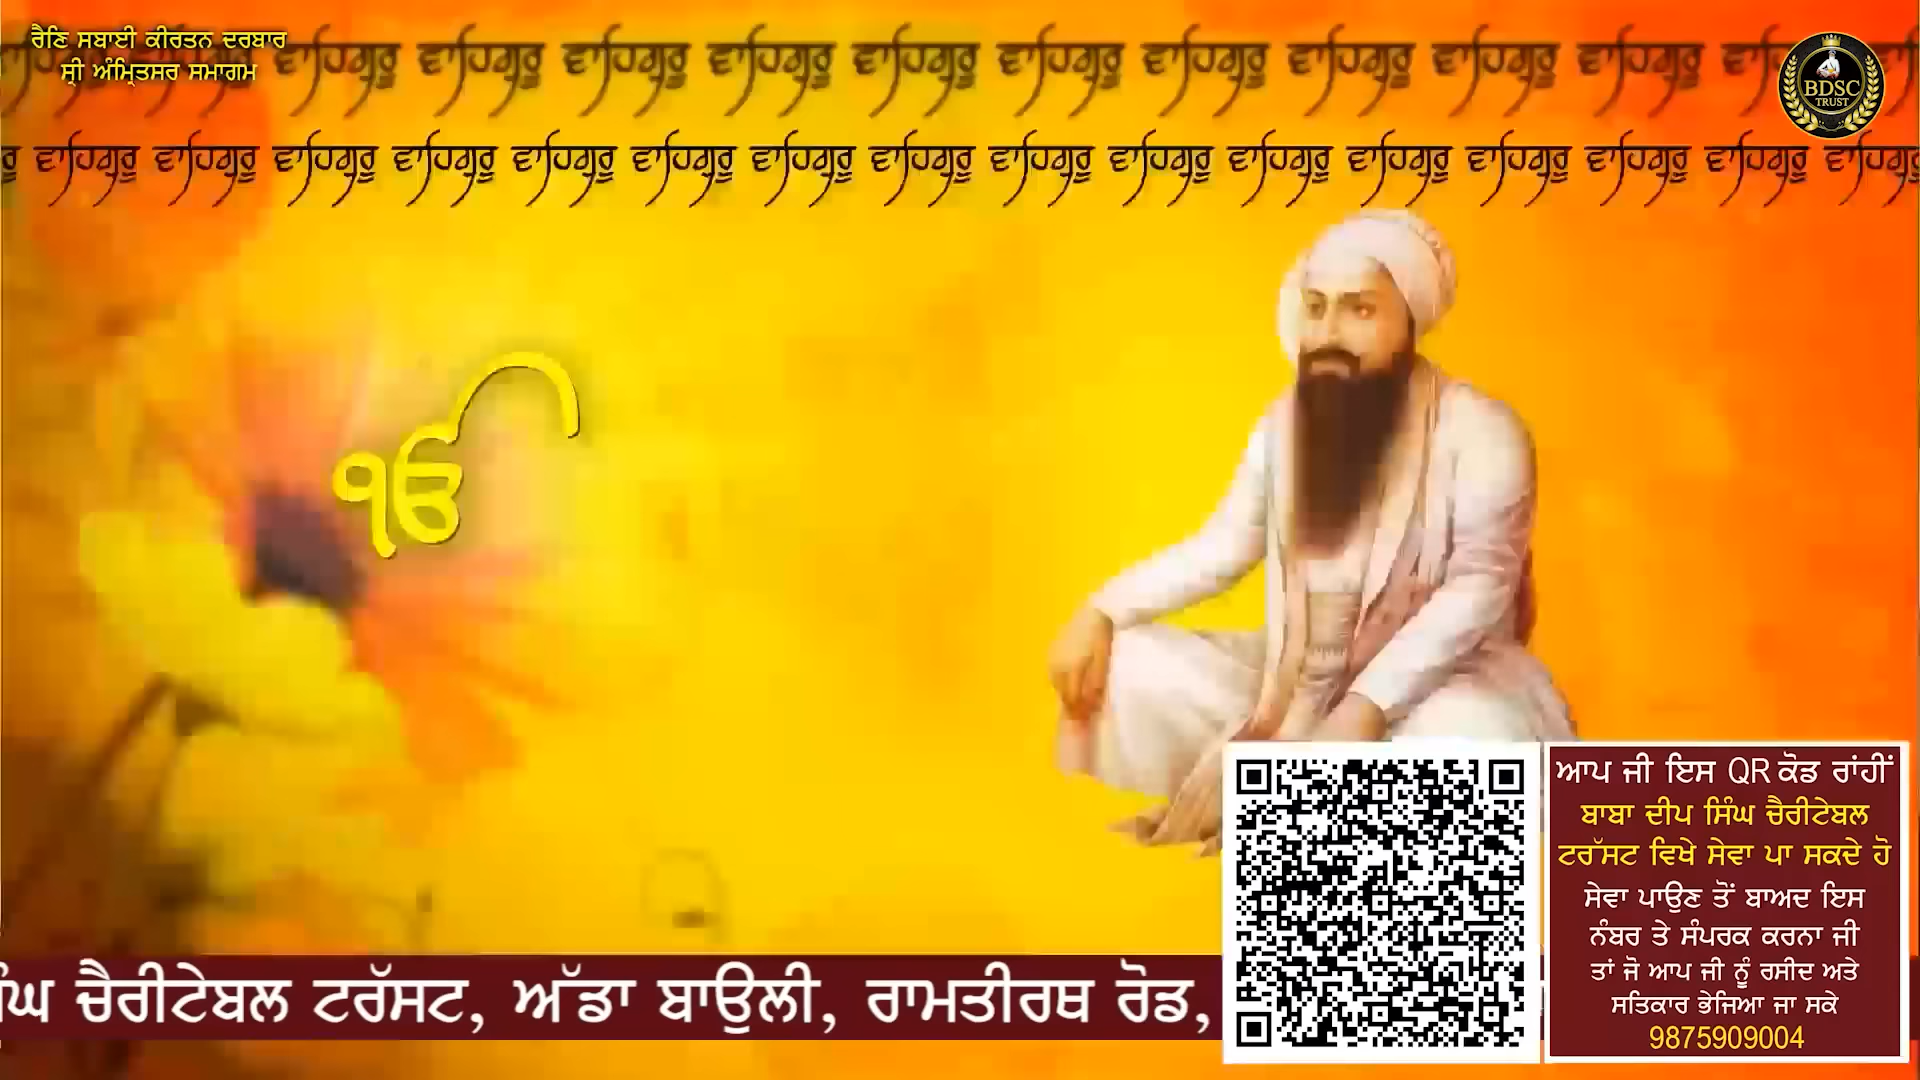 ਰੈਣਿ ਸਬਾਈ ਕੀਰਤਨ ਦਰਬਾਰ
ਸ੍ਰੀ ਅੰਮ੍ਰਿਤਸਰ ਸਮਾਗਮ
ਵਾਹਿਗੁਰੂ ਵਾਹਿਗੁਰੂ ਵਾਹਿਗੁਰੂ ਵਾਹਿਗੁਰੂ ਵਾਹਿਗੁਰੂ ਵਾਹਿਗੁਰੂ ਵਾਹਿਗੁਰੂ ਵਾਹਿਗੁਰੂ ਵਾਹਿਗੁਰੂ ਵਾਹਿਗੁਰੂ
BDSC
TRUST
ਵਾਹਿਗੁਰੂ ਵਾਹਿਗੁਰੂ ਵਾਹਿਗੁਰੂ ਵਾਹਿਗੁਰੂ ਵਾਹਿਗੁਰੂ ਵਾਹਿਗੁਰੂ ਵਾਹਿਗੁਰੂ ਵਾਹਿਗੁਰੂ ਵਾਹਿਗੁਰੂ ਵਾਹਿਗੁਰੂ ਵਾਹਿਗੁਰੂ ਵਾਹਿਗੁਰੂ ਵਾਹਿਗੁਰੂ ਵਾਹਿਗੁਰੂ ਵਾਹਿਗੁਰੂ ਵਾਹਿਗੁਰੂ
ੴ
ਆਪ ਜੀ ਇਸ QR ਕੋਡ ਰਾਂਹੀਂ
ਬਾਬਾ ਦੀਪ ਸਿੰਘ ਚੈਰੀਟੇਬਲ
ਟਰੱਸਟ ਵਿਖੇ ਸੇਵਾ ਪਾ ਸਕਦੇ ਹੋ
ਸੇਵਾ ਪਾਉਣ ਤੋਂ ਬਾਅਦ ਇਸ
ਨੰਬਰ ਤੇ ਸੰਪਰਕ ਕਰਨਾ ਜੀ
ਤਾਂ ਜੋ ਆਪ ਜੀ ਨੂੰ ਰਸੀਦ ਅਤੇ
ਸਤਿਕਾਰ ਭੇਜਿਆ ਜਾ ਸਕੇ
9875909004
ਚੈਰੀਟੇਬਲ ਟਰੱਸਟ, ਅੱਡਾ ਬਾਉਲੀ, ਰਾਮਤੀਰਥ ਰੋਡ,